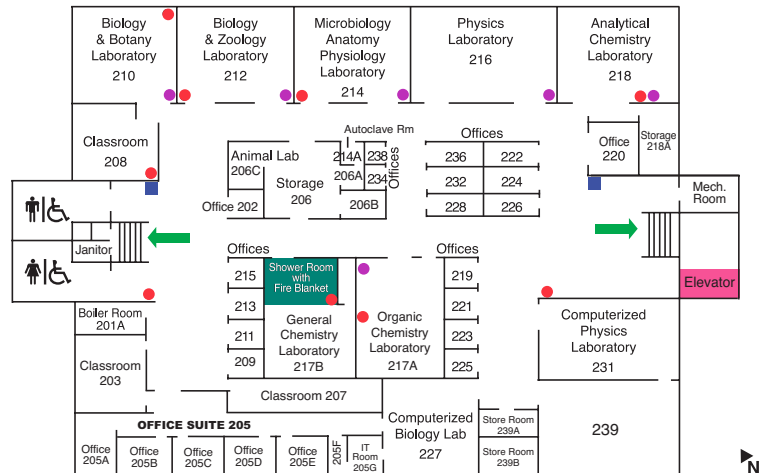 Biology
& Botany
Laboratory
210
Biology
& Zoology
Laboratory
212
Microbiology
Anatomy
Physiology
Laboratory
214
Physics
Laboratory
216
Analytical
Chemistry
Laboratory
218
Classroom
208
Animal Lab
206C
Storage
206
Office 202
Autoclave Rm
214A
206A
206B
238
234
Offices
Offices
236
222
232
224
228
226
Office
220
Storage
218A
Mech.
Room
Janitor
Elevator
Offices
215
213
211
209
Shower Room
with
Fire Blanket
General
Chemistry
Laboratory
217B
Organic
Chemistry
Laboratory
217A
Offices
219
221
223
225
Boiler Room
201A
Classroom
203
Classroom 207
Computerized
Physics
Laboratory
231
OFFICE SUITE 205
Office
205A
Office
205B
Office
205C
Office
205D
Office
205E
205F
IT
Room
205G
Computerized
Biology Lab
227
Store Room
239A
Store Room
239B
239
N